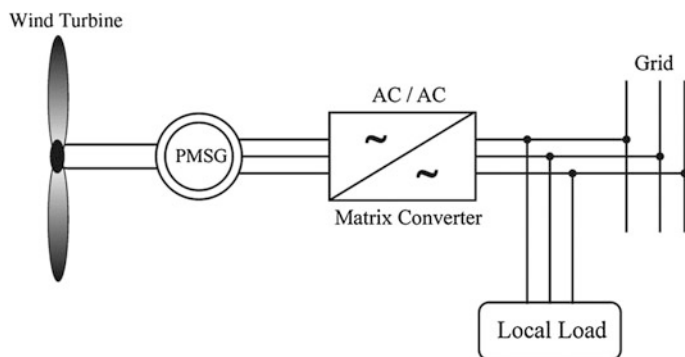 Wind Turbine
Grid
AC / AC
PMSG
~
~
Matrix Converter
Local Load